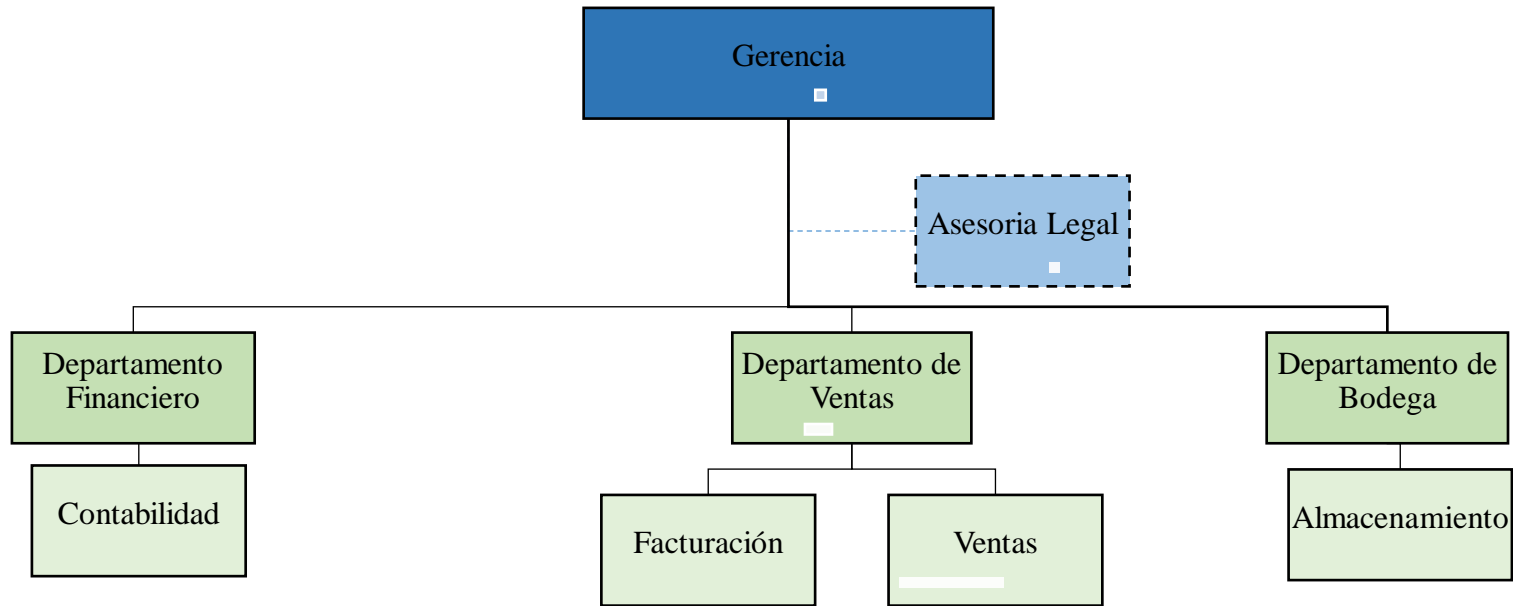 Gerencia
Asesoria Legal
Departamento
Financiero
Departamento de
Ventas
Departamento de
Bodega
Contabilidad
Facturación
Ventas
Almacenamiento